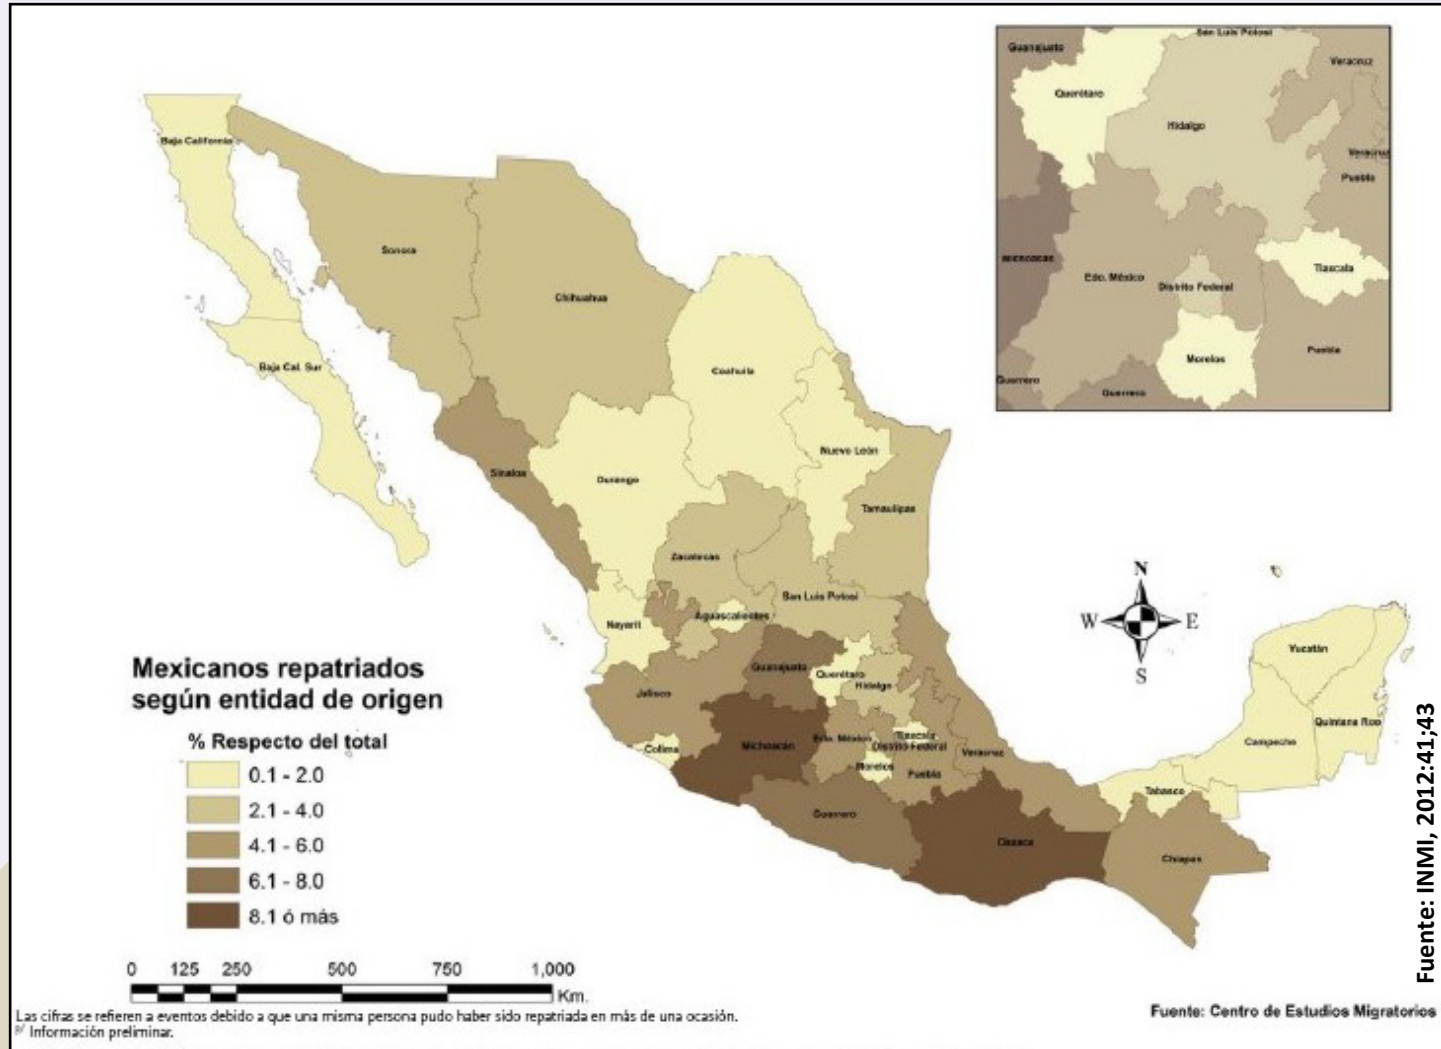 Baja California
Sonora
Chihuahua
Baja Cal. Sur
Coahuila
Sinaloa
Durango
Nuevo León
Tamaulipas
Zacatecas
San Luis Potosí
Nayarit
Aguascalientes
Guanajuato
Querétaro
Hidalgo
Jalisco
Colima
Michoacán
Edo. México
Tlaxcala
Distrito Federal
Morelos
Puebla
Veracruz
Guerrero
Oaxaca
Chiapas
Tabasco
Campeche
Yucatán
Quintana Roo
San Luis Potosí
Guanajuato
Veracruz
Querétaro
Hidalgo
Veracruz
Puebla
Michoacán
Edo. México
Distrito Federal
Tlaxcala
Morelos
Puebla
Guerrero
Guerrero
N
W E
S
Mexicanos repatriados
según entidad de origen
% Respecto del total
0.1 - 2.0
2.1 - 4.0
4.1 - 6.0
6.1 - 8.0
8.1 ó más
0 125 250 500 750 1,000
Km.
Las cifras se refieren a eventos debido a que una misma persona pudo haber sido repatriada en más de una ocasión.
p/ Información preliminar.
Fuente: Centro de Estudios Migratorios
Fuente: INMI, 2012:41;43